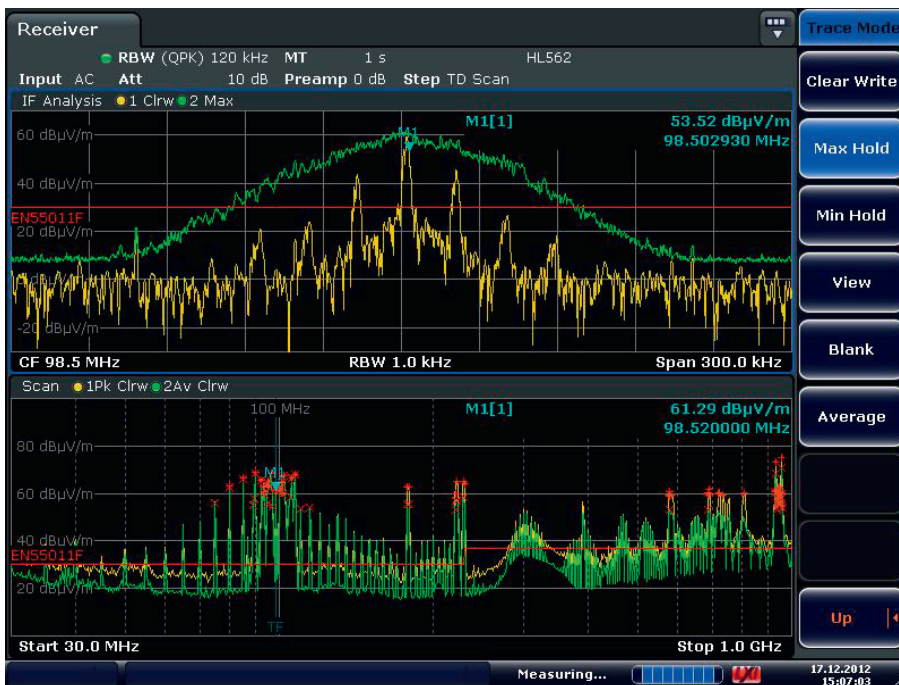 Receiver
Trace Mode
RBW (QPK) 120 kHz MT 1 s HL562
Input AC Att 10 dB Preamp 0 dB Step TD Scan
Clear Write
IF Analysis 1 Clrw 2 Max
M1[1] 53.52 dBµV/m
98.502930 MHz
M1
60 dBµV/m
Max Hold
40 dBµV/m
EN55011F
20 dBµV/m
Min Hold
0 dBµV/m
View
-20 dBµV/m
CF 98.5 MHz RBW 1.0 kHz Span 300.0 kHz
Blank
Scan 1Pk Clrw 2Av Clrw
100 MHz M1[1] 61.29 dBµV/m
98.520000 MHz
Average
80 dBµV/m
M1
60 dBµV/m
40 dBµV/m
EN55011F
20 dBµV/m
TF
Up
Start 30.0 MHz Stop 1.0 GHz
Measuring...
17.12.2012
15:07:03